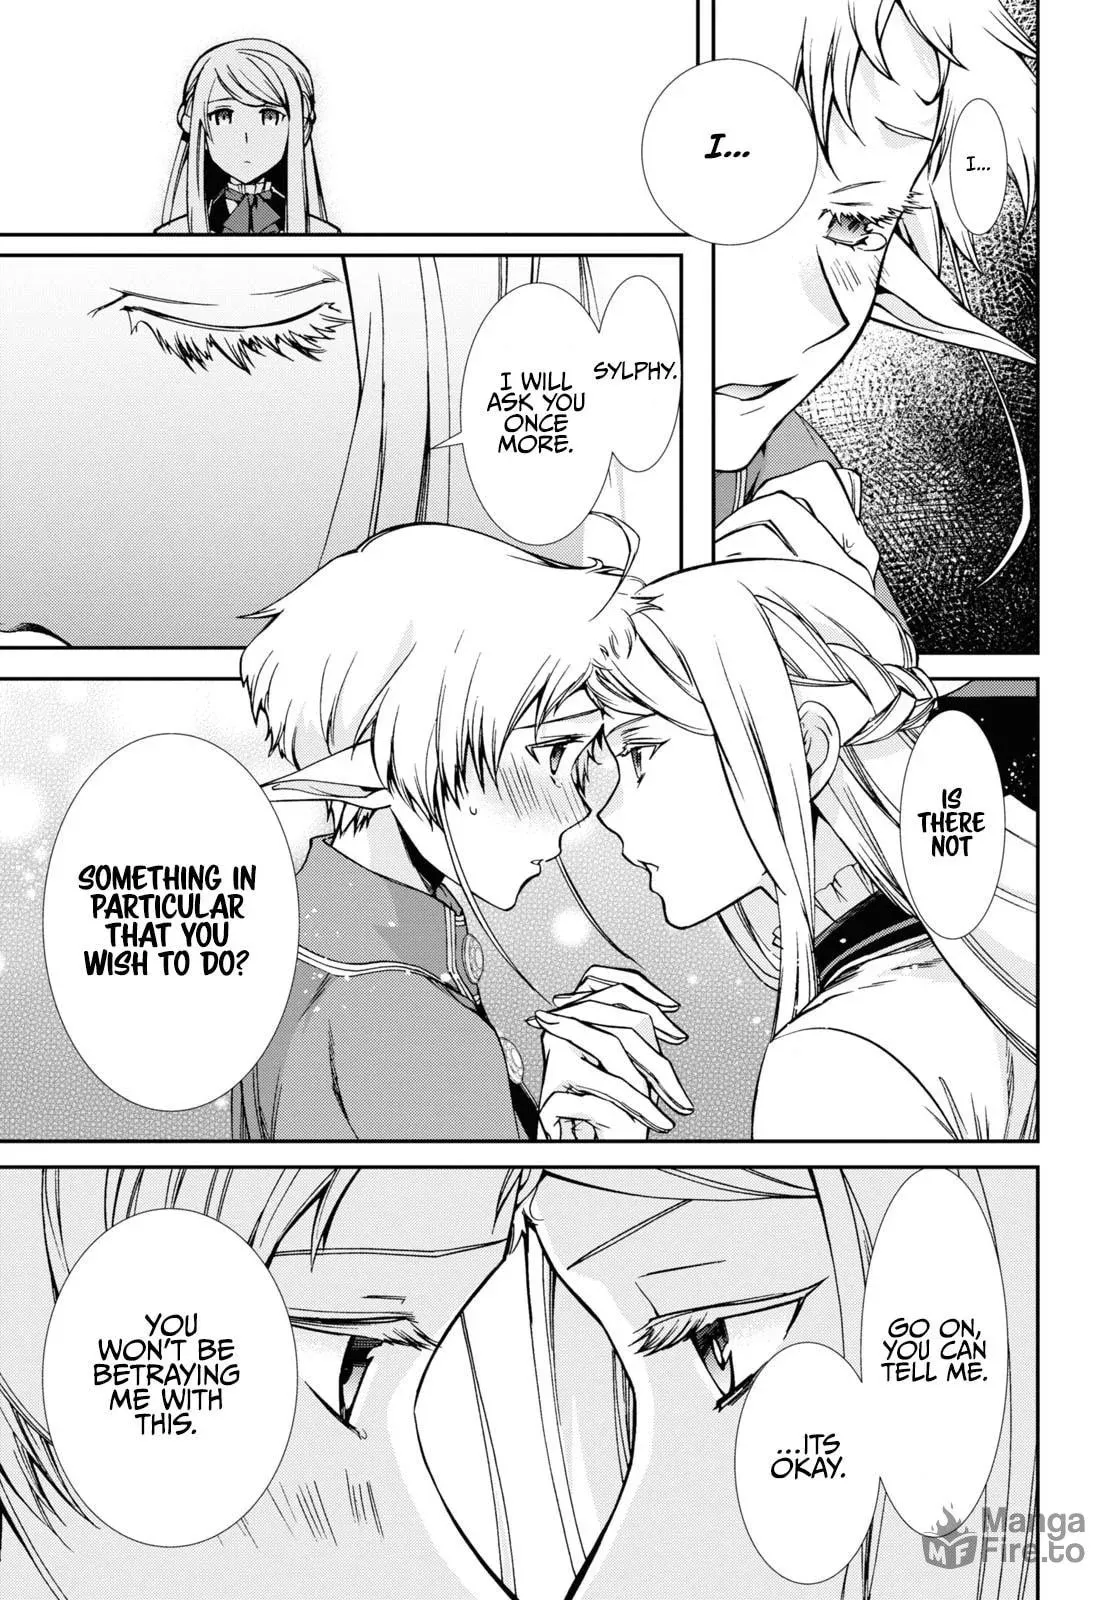 I...
I...
SYLPHY.
I WILL
ASK YOU
ONCE
MORE.
IS
THERE
NOT
SOMETHING IN
PARTICULAR
THAT YOU
WISH TO DO?
GO ON,
YOU CAN
TELL ME.
...ITS
OKAY.
YOU
WON'T BE
BETRAYING
ME WITH
THIS.
MF
Manga
Fire.to